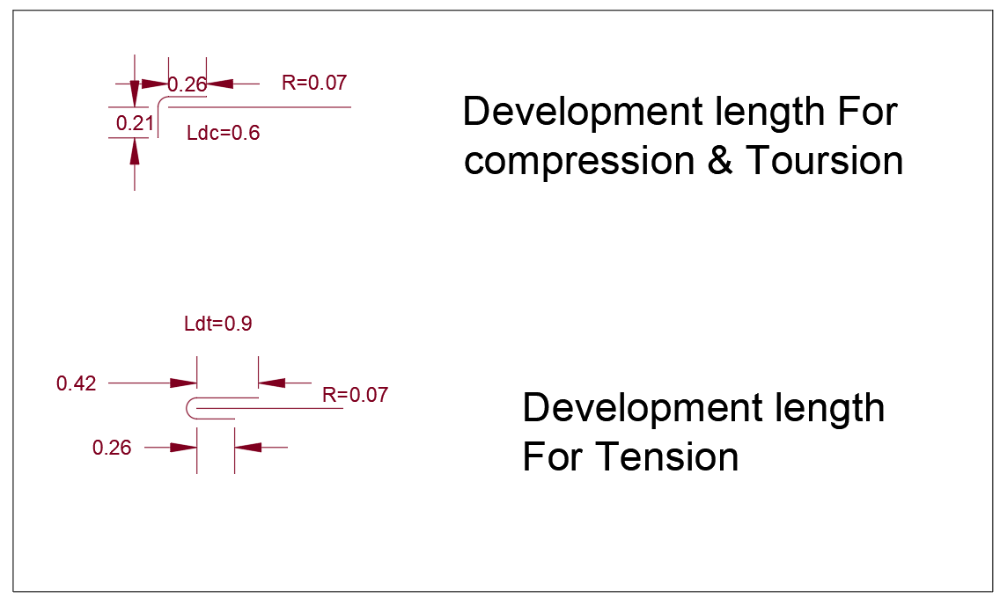 0.26
R=0.07
0.21
Ldc=0.6
Development length For
compression & Toursion
Ldt=0.9
0.42
R=0.07
0.26
Development length
For Tension